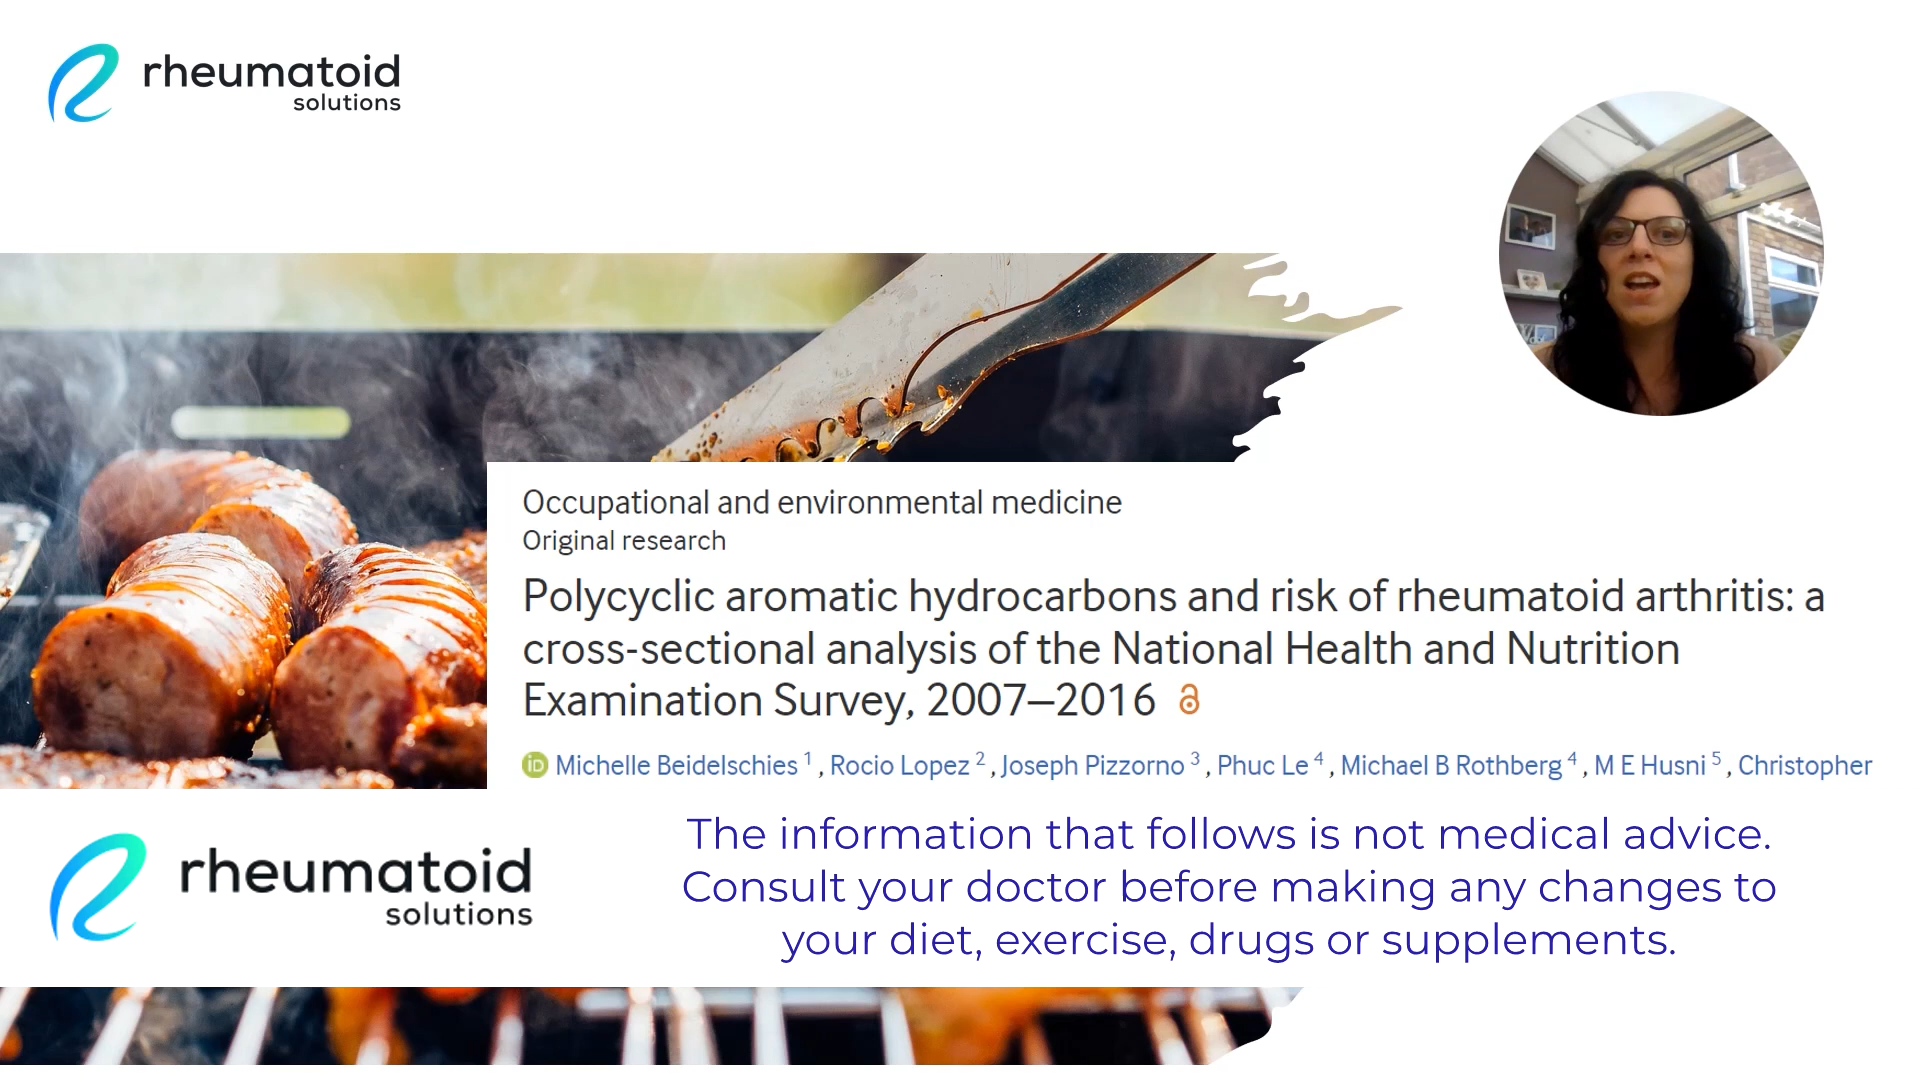 rheumatoid
solutions
Occupational and environmental medicine
Original research
Polycyclic aromatic hydrocarbons and risk of rheumatoid arthritis: a
cross-sectional analysis of the National Health and Nutrition
Examination Survey, 2007–2016
iD Michelle Beidelschies 1, Rocio Lopez 2, Joseph Pizzorno 3, Phuc Le 4, Michael B Rothberg 4, M E Husni 5, Christopher
rheumatoid
solutions
The information that follows is not medical advice.
Consult your doctor before making any changes to
your diet, exercise, drugs or supplements.